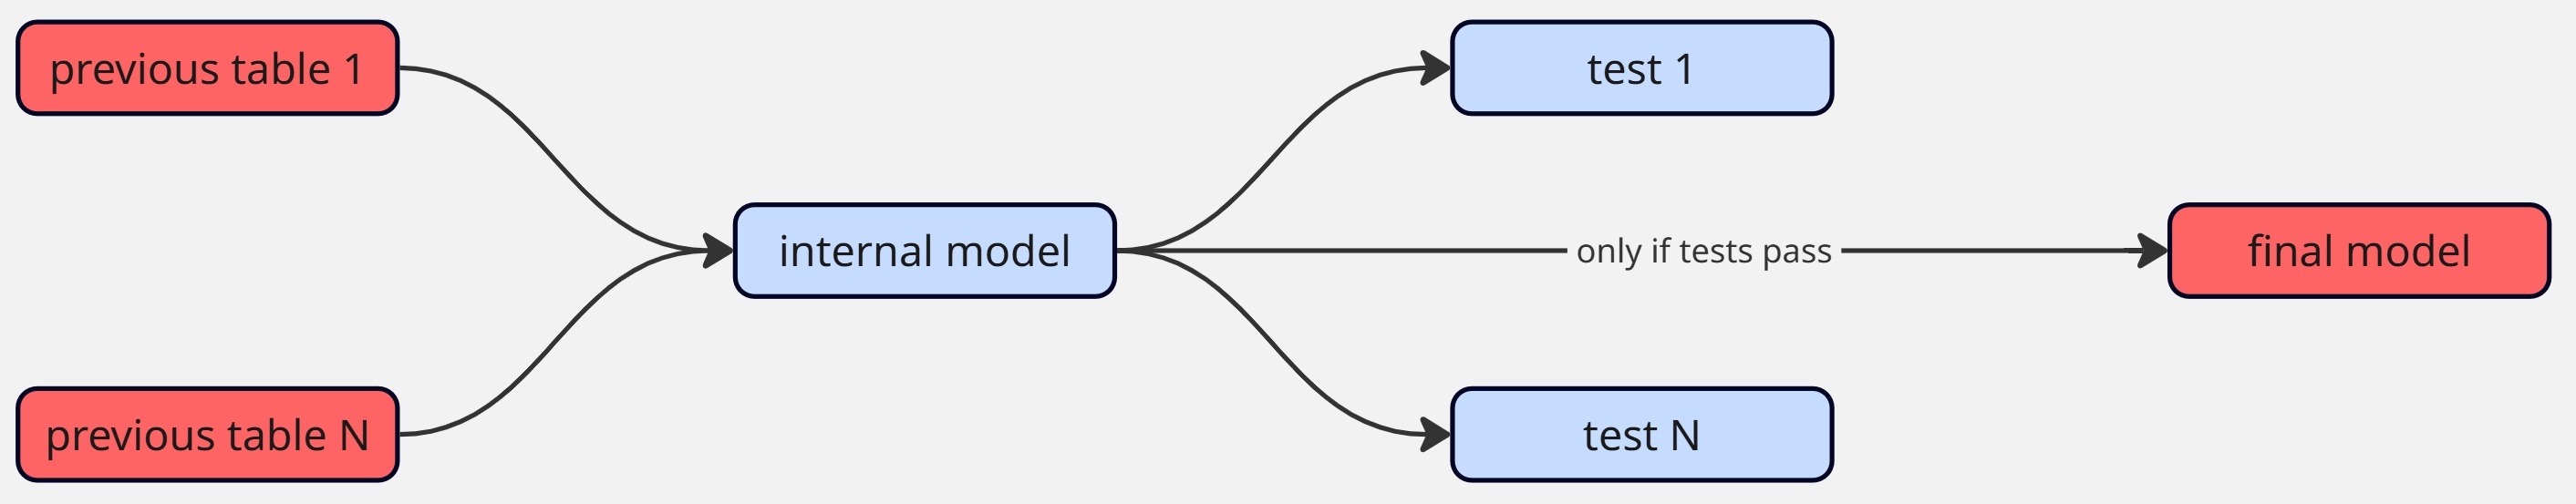 previous table 1
test 1
internal model
only if tests pass
final model
previous table N
test N